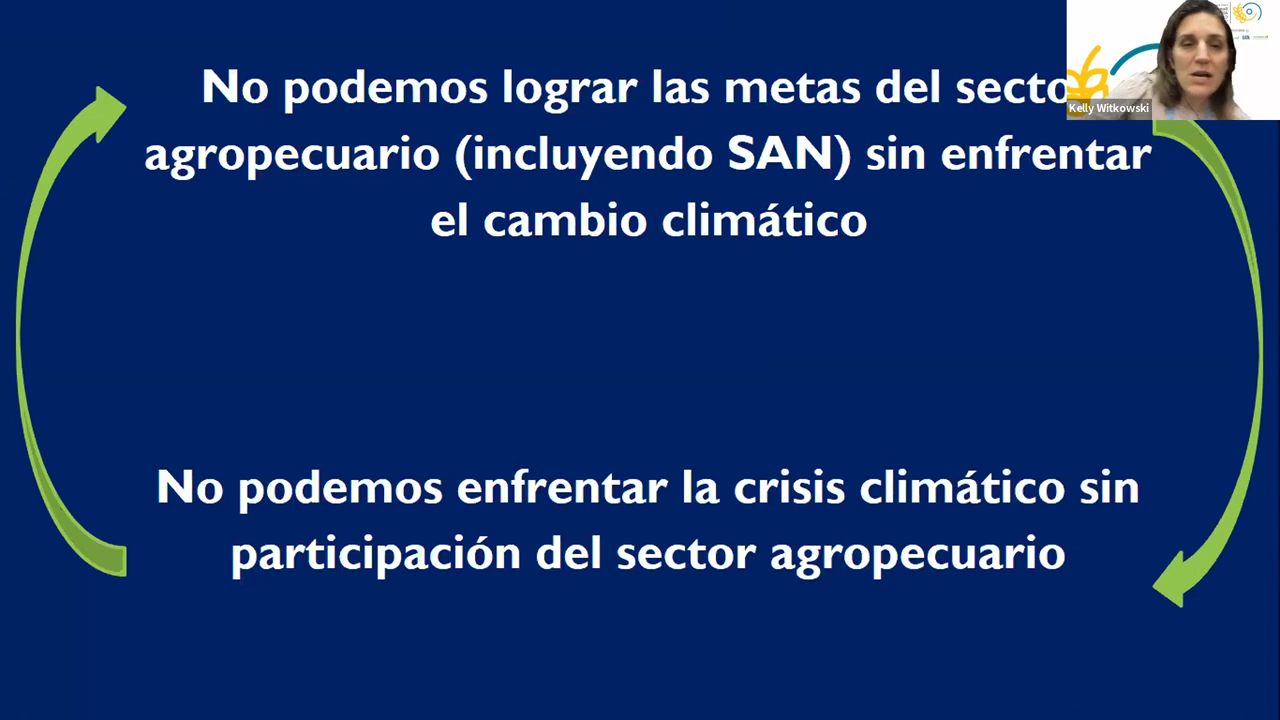 No podemos lograr las metas del secto
agropecuario (incluyendo SAN) sin enfrentar
el cambio climático
Kelly Witkowski
No podemos enfrentar la crisis climático sin
participación del sector agropecuario